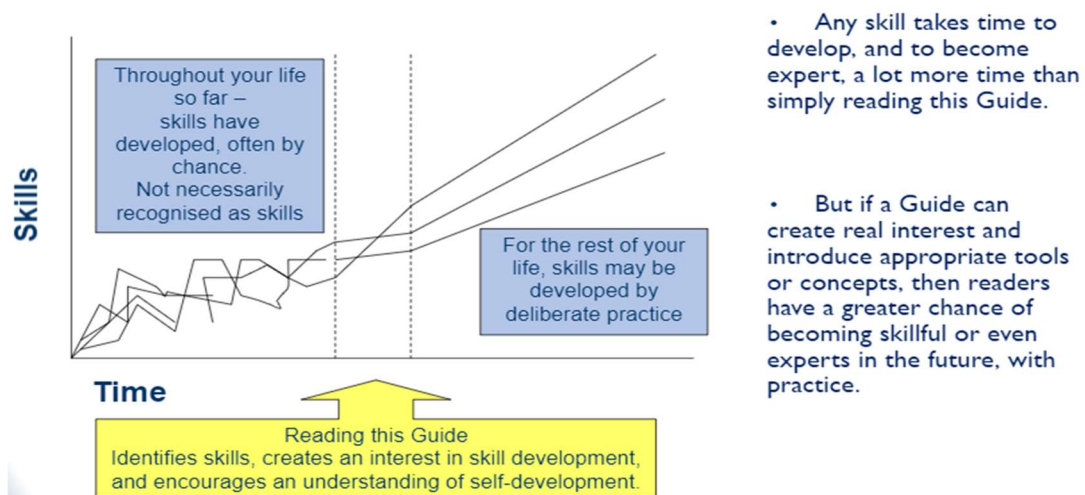 Throughout your life
so far –
skills have
developed, often by
chance.
Not necessarily
recognised as skills
Skills
For the rest of your
life, skills may be
developed by
deliberate practice
Time
Reading this Guide
Identifies skills, creates an interest in skill development,
and encourages an understanding of self-development.
• Any skill takes time to
develop, and to become
expert, a lot more time than
simply reading this Guide.
• But if a Guide can
create real interest and
introduce appropriate tools
or concepts, then readers
have a greater chance of
becoming skillful or even
experts in the future, with
practice.